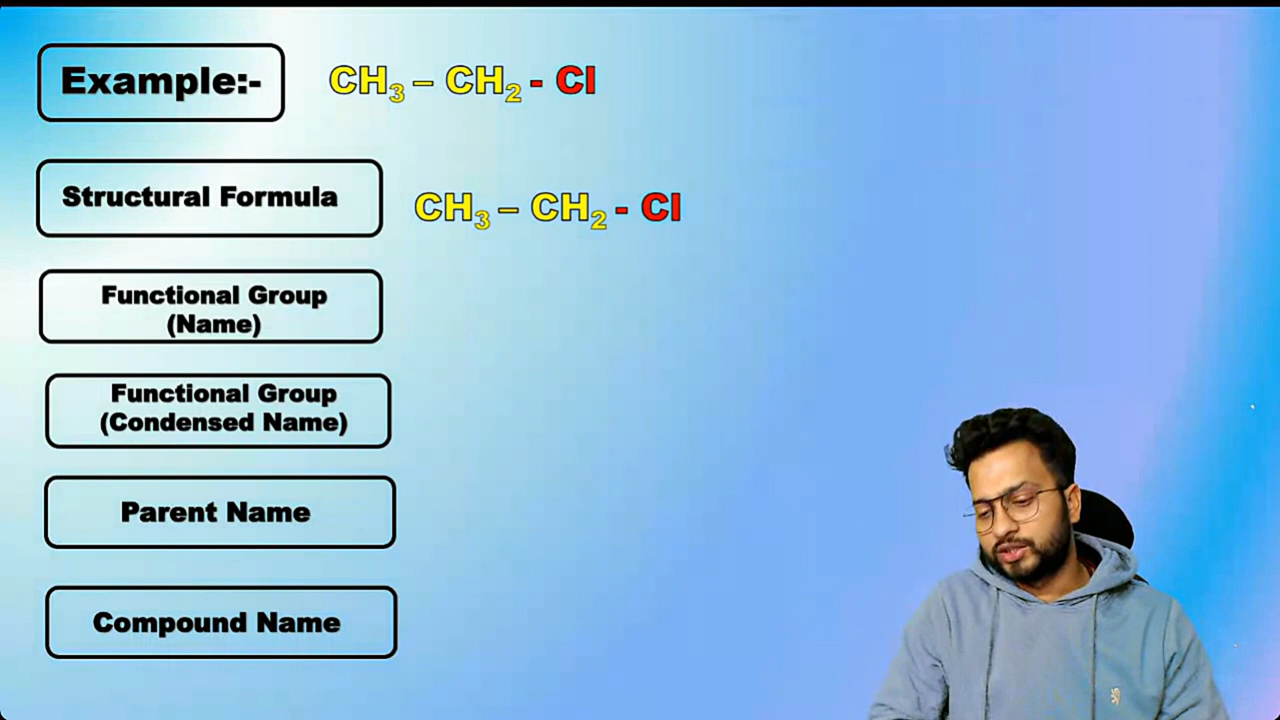 Example:-
CH₃ – CH₂ - Cl
Structural Formula
CH₃ – CH₂ - Cl
Functional Group
(Name)
Functional Group
(Condensed Name)
Parent Name
Compound Name